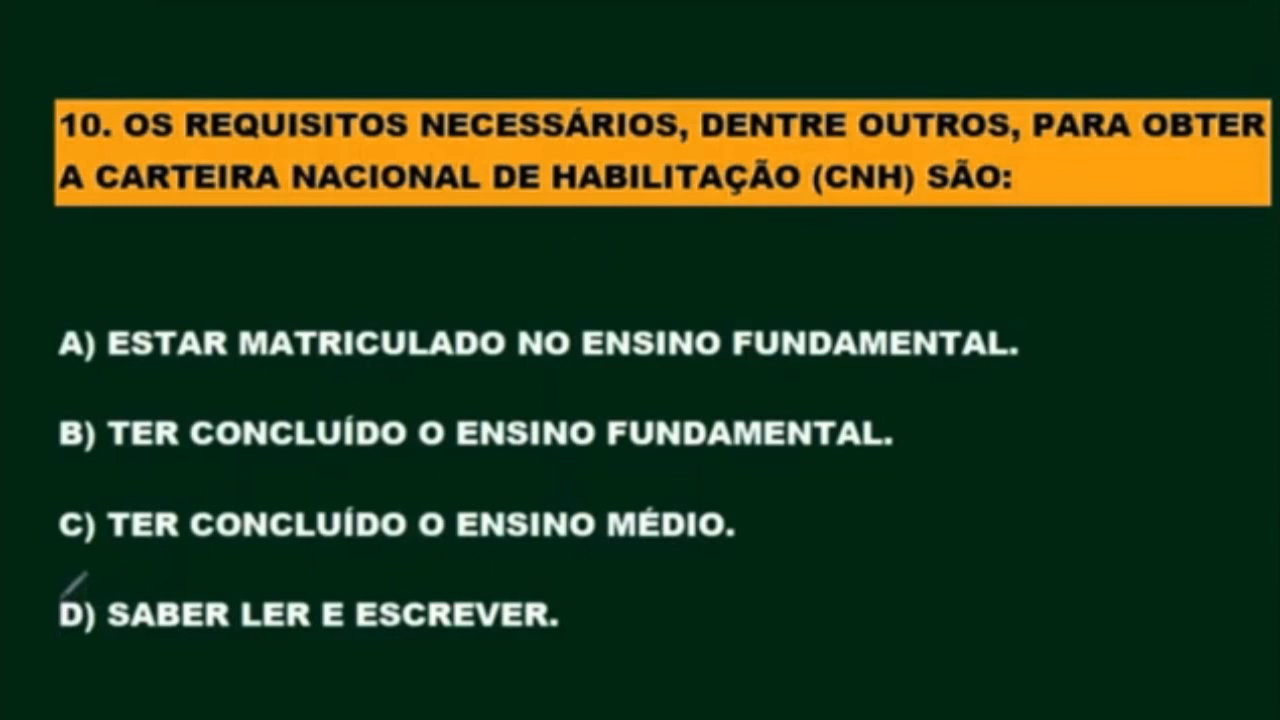 10. OS REQUISITOS NECESSÁRIOS, DENTRE OUTROS, PARA OBTER
A CARTEIRA NACIONAL DE HABILITAÇÃO (CNH) SÃO:
A) ESTAR MATRICULADO NO ENSINO FUNDAMENTAL.
B) TER CONCLUÍDO O ENSINO FUNDAMENTAL.
C) TER CONCLUÍDO O ENSINO MÉDIO.
D) SABER LER E ESCREVER.